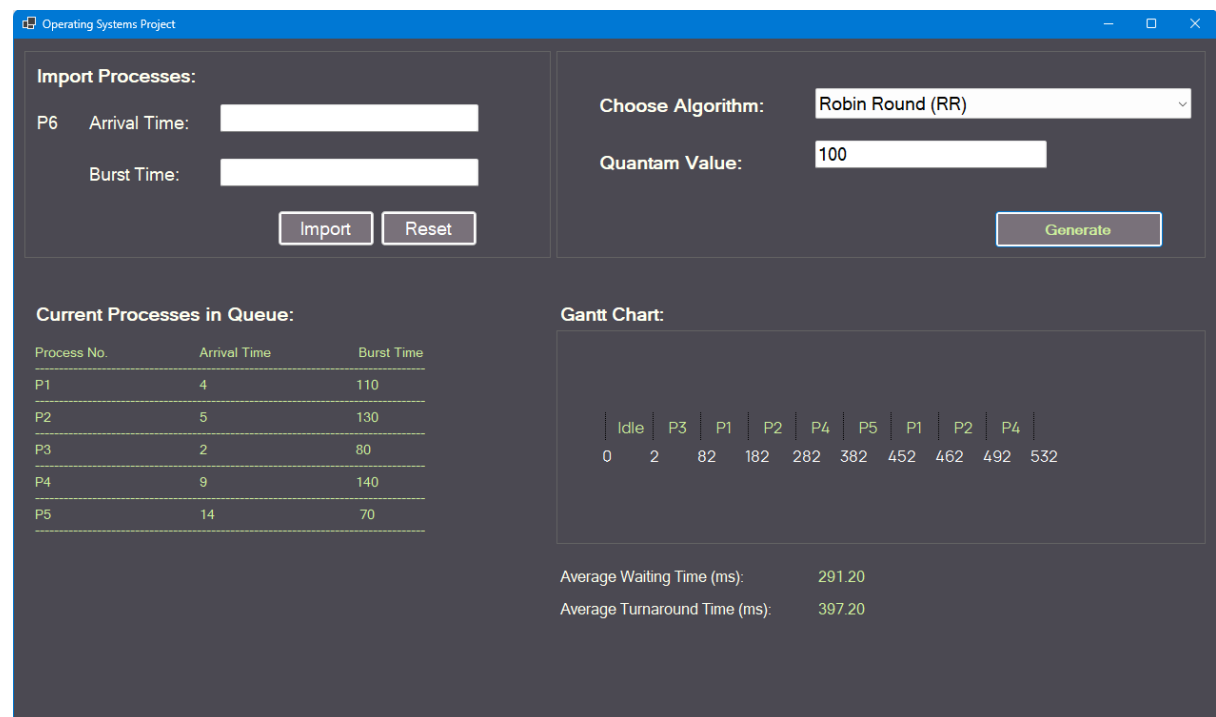 Operating Systems Project
Import Processes:
P6 Arrival Time:
Burst Time:
Import Reset
Choose Algorithm: Robin Round (RR)
Quantam Value: 100
Generate
Current Processes in Queue:
Process No. Arrival Time Burst Time
P1 4 110
P2 5 130
P3 2 80
P4 9 140
P5 14 70
Gantt Chart:
Idle P3 P1 P2 P4 P5 P1 P2 P4
0 2 82 182 282 382 452 462 492 532
Average Waiting Time (ms): 291.20
Average Turnaround Time (ms): 397.20